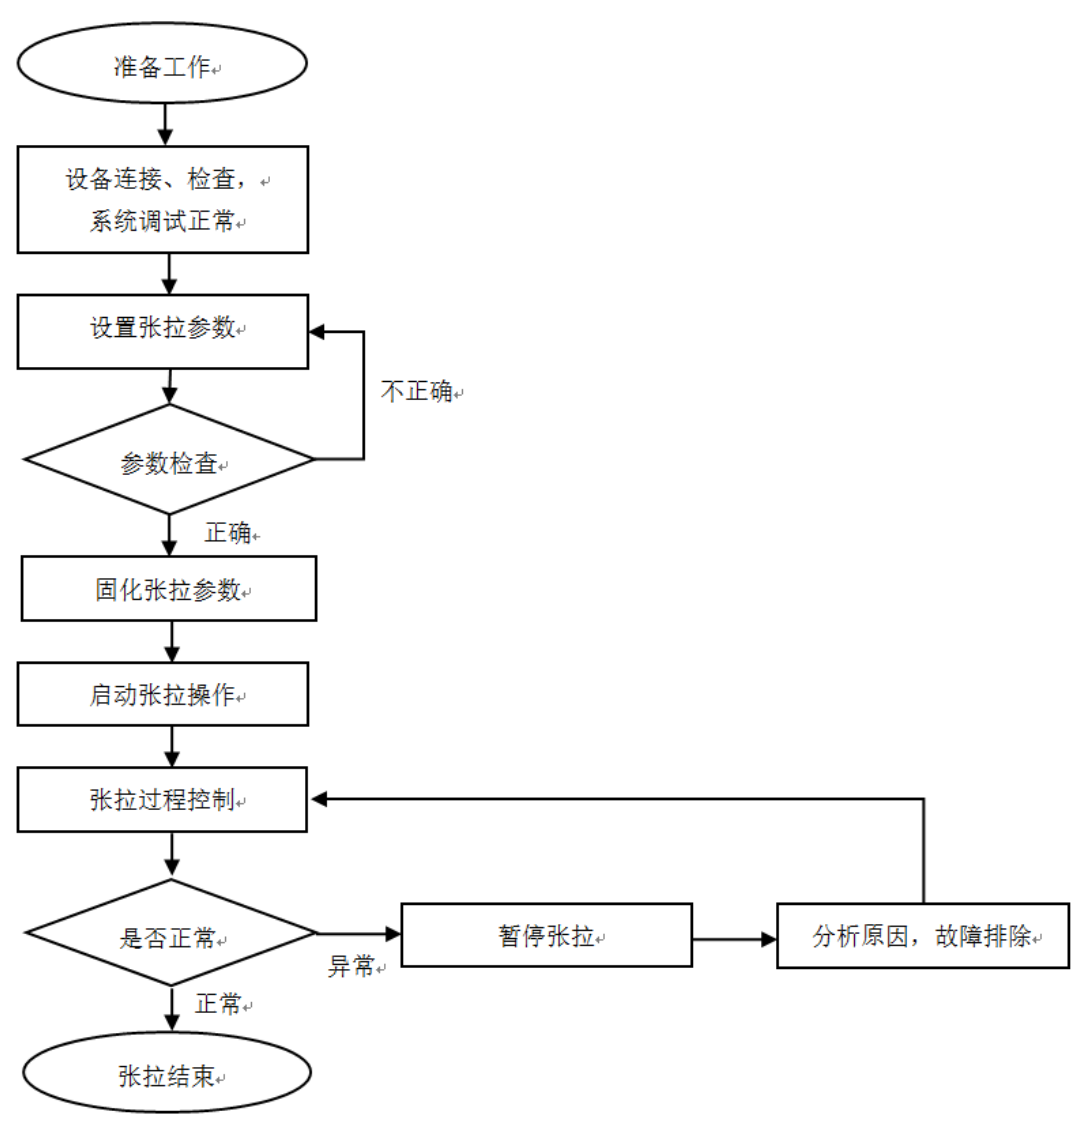 准备工作
设备连接、检查，
系统调试正常
设置张拉参数
不正确
参数检查
正确
固化张拉参数
启动张拉操作
张拉过程控制
是否正常
异常
暂停张拉
分析原因，故障排除
正常
张拉结束